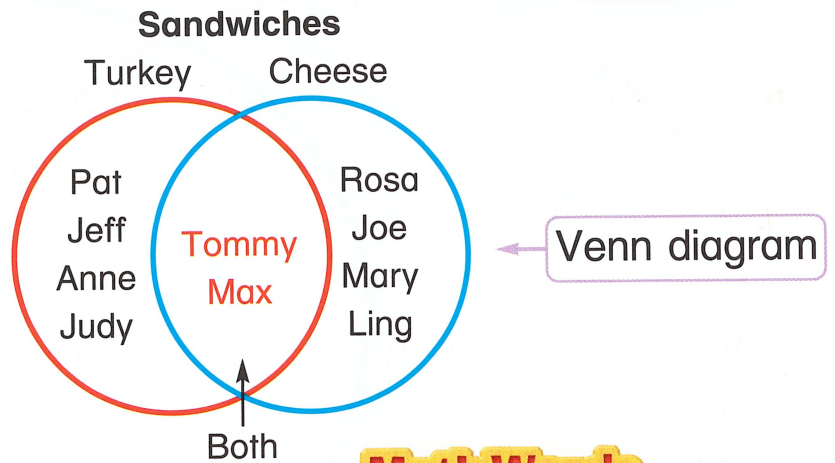 Sandwiches
Turkey Cheese
Pat
Jeff
Anne
Judy
Tommy
Max
Rosa
Joe
Mary
Ling
Both
Venn diagram